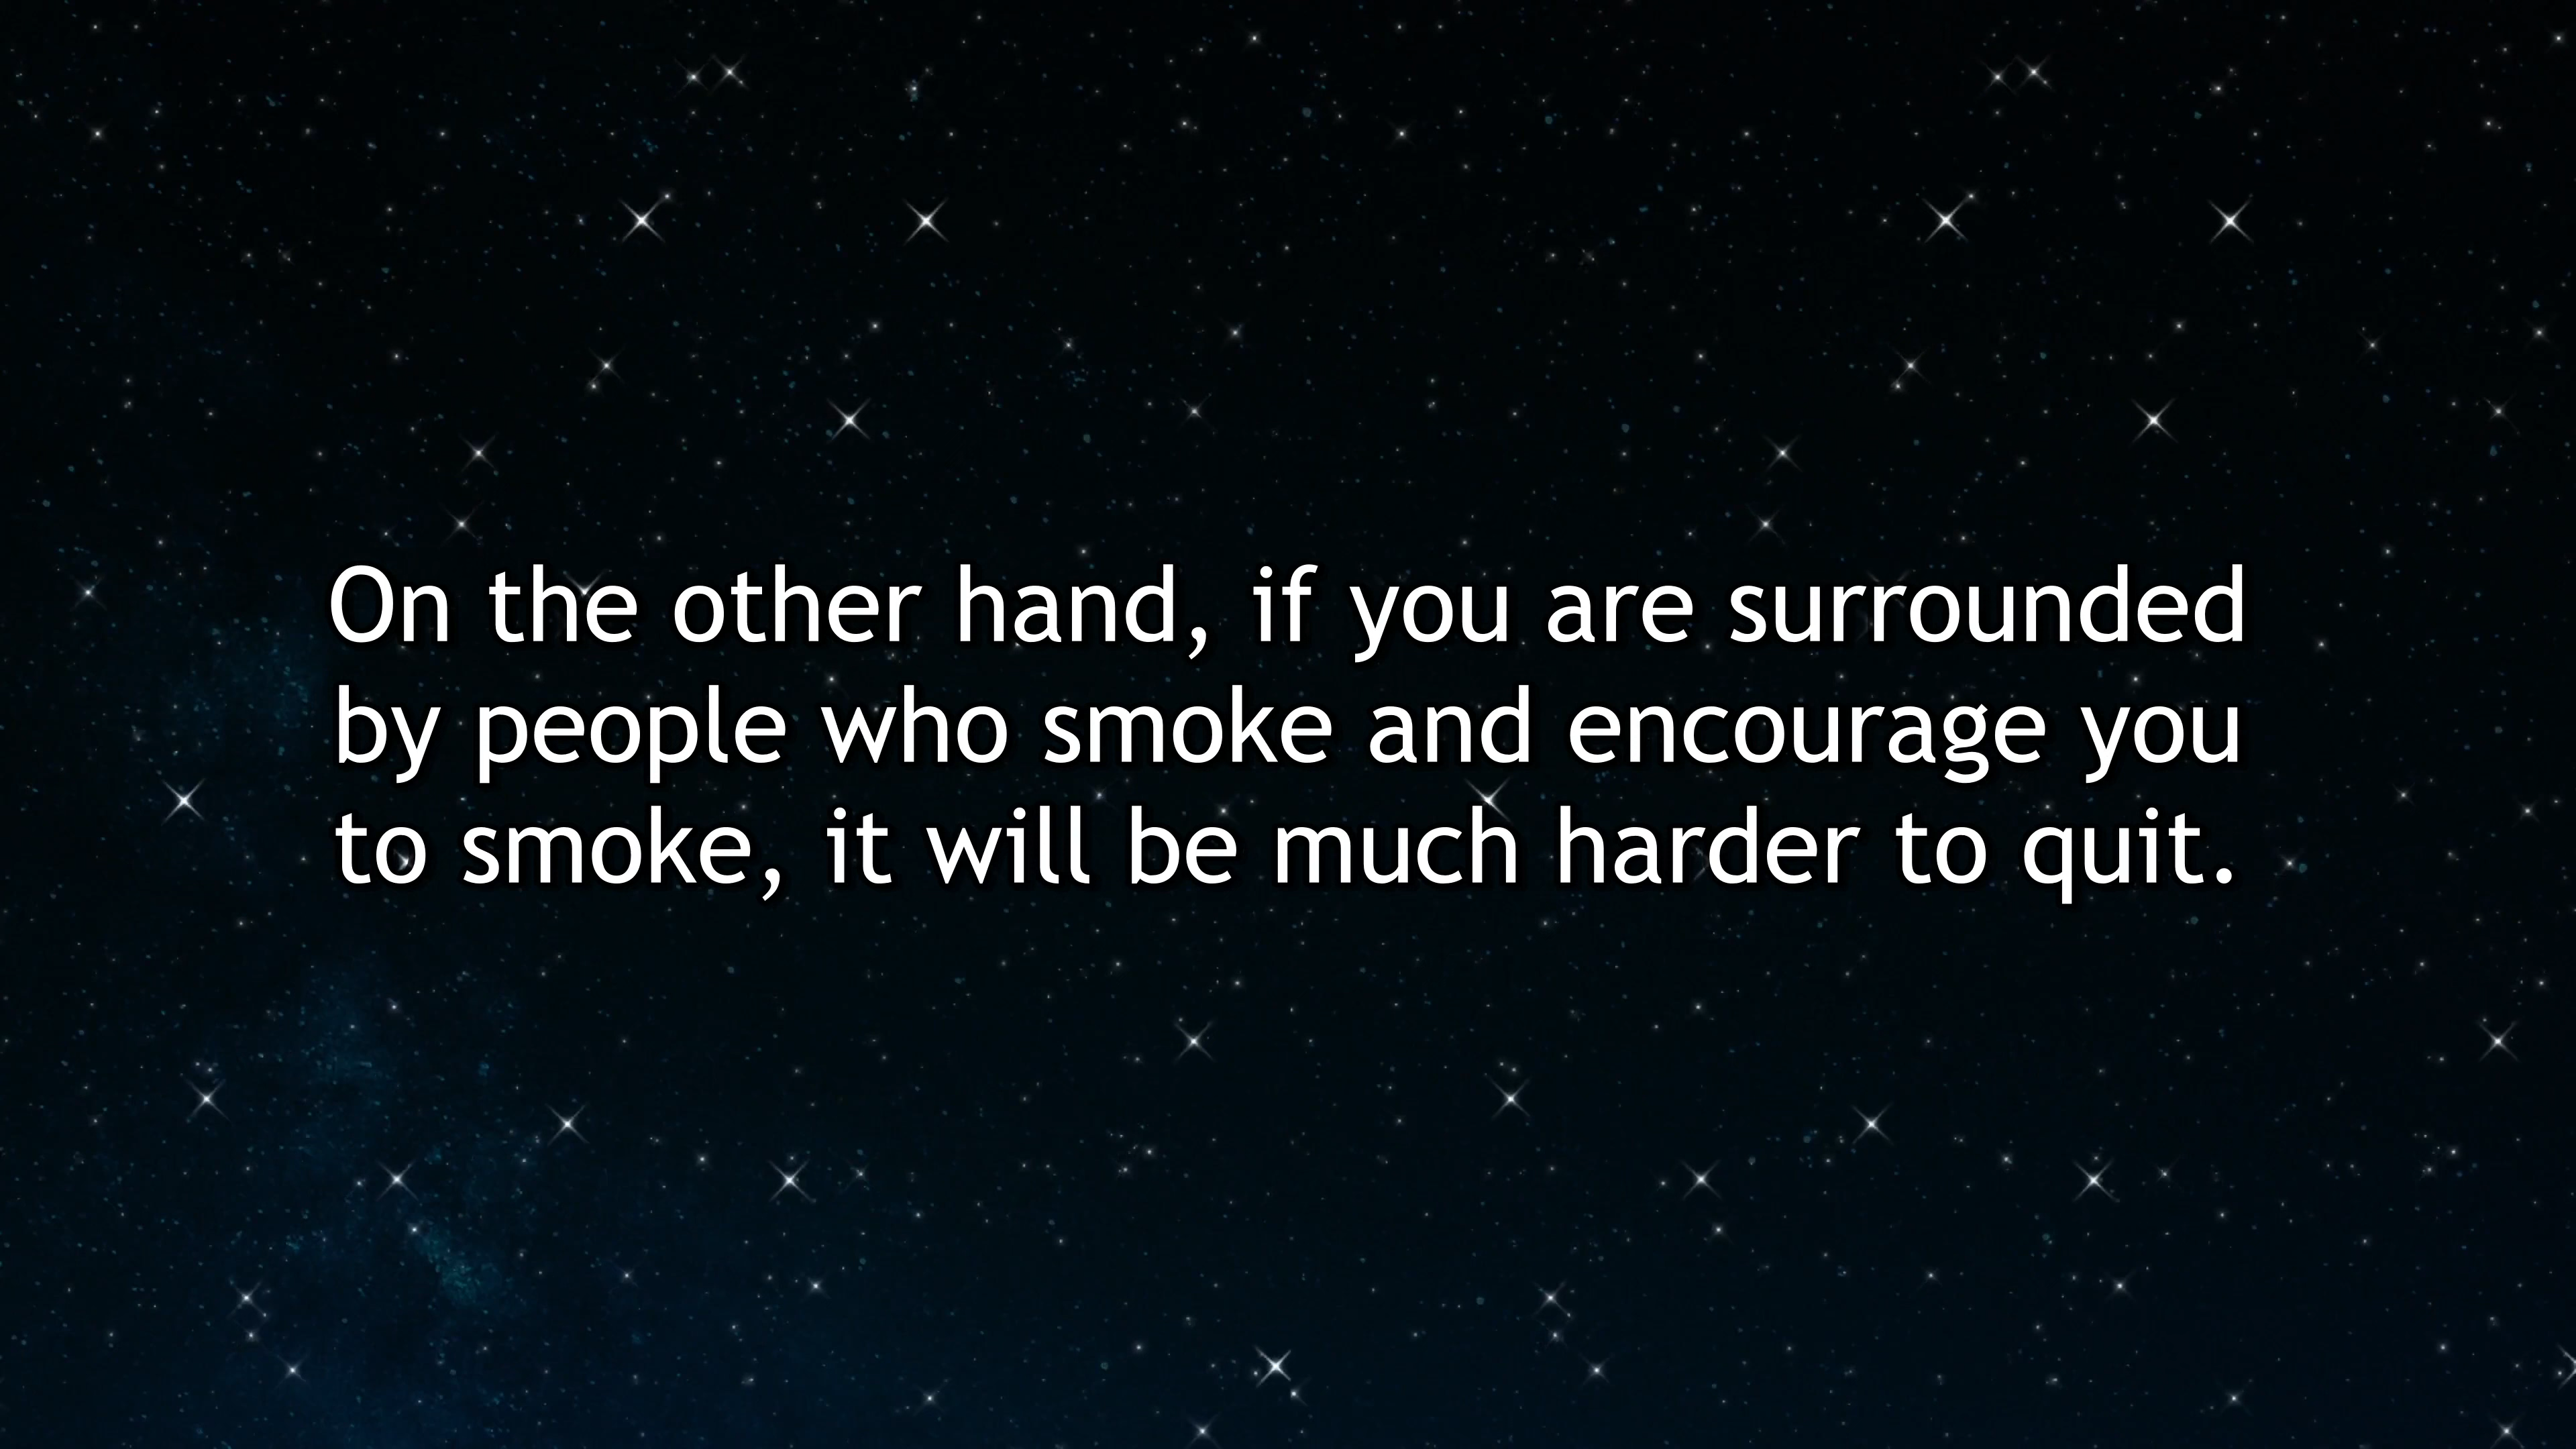 On the other hand, if you are surrounded
by people who smoke and encourage you
to smoke, it will be much harder to quit.